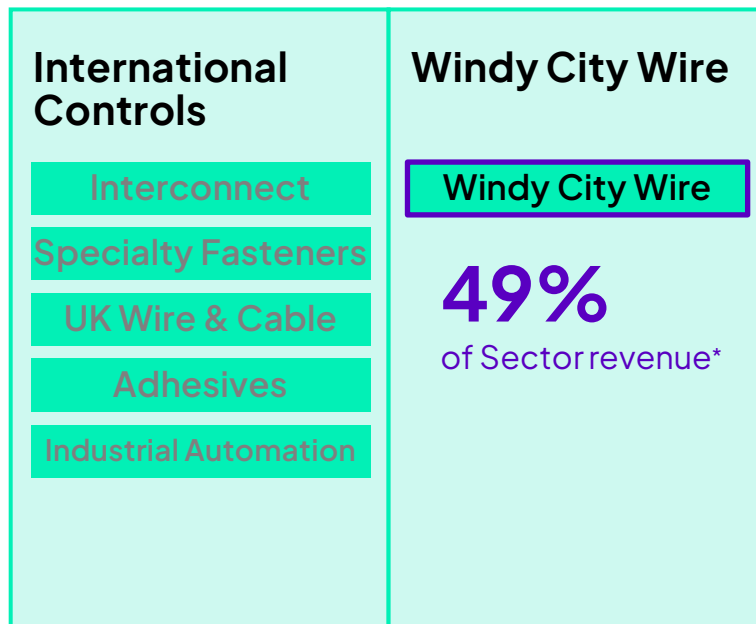 International
Controls
Interconnect
Specialty Fasteners
UK Wire & Cable
Adhesives
Industrial Automation
Windy City Wire
Windy City Wire
49%
of Sector revenue*